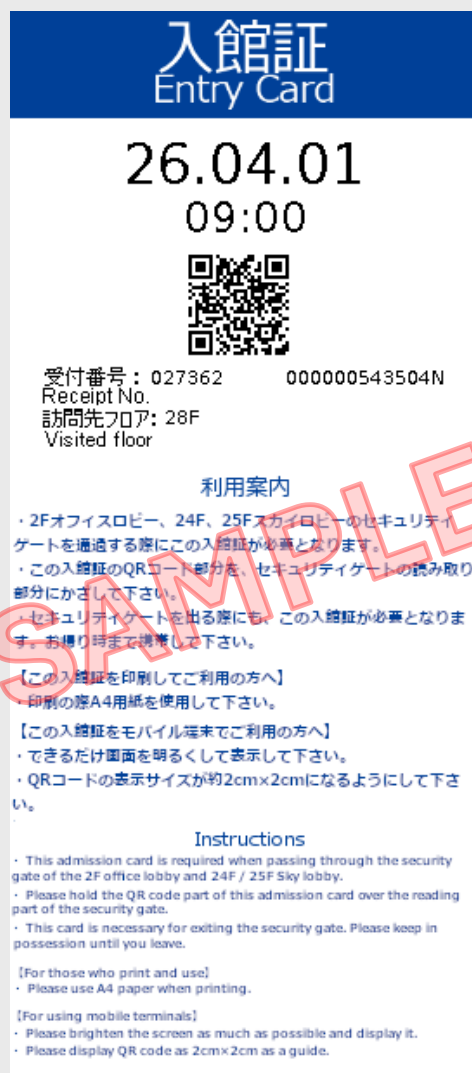 入館証
Entry Card
26.04.01
09:00
受付番号： 027362 000000543504N
Receipt No.
訪問先フロア: 28F
Visited floor
利用案内
・2Fオフィスロビー、24F、25Fスカイロビーのセキュリティ
ゲートを通過する際にこの入館証が必要となります。
・この入館証のQRコード部分を、セキュリティゲートの読み取り
部分にかざして下さい。
・セキュリティゲートを出る際にも、この入館証が必要となりま
す。お帰り時まで携帯して下さい。
SAMPLE
【この入館証を印刷してご利用の方へ】
・印刷の際A4用紙を使用して下さい。
【この入館証をモバイル端末でご利用の方へ】
・できるだけ画面を明るくして表示して下さい。
・QRコードの表示サイズが約2cm×2cmになるようにして下さ
い。
Instructions
・ This admission card is required when passing through the security
gate of the 2F office lobby and 24F / 25F Sky lobby.
・ Please hold the QR code part of this admission card over the reading
part of the security gate.
・ This card is necessary for exiting the security gate. Please keep in
possession until you leave.
【For those who print and use】
・ Please use A4 paper when printing.
【For using mobile terminals】
・ Please brighten the screen as much as possible and display it.
・ Please display QR code as 2cm×2cm as a guide.